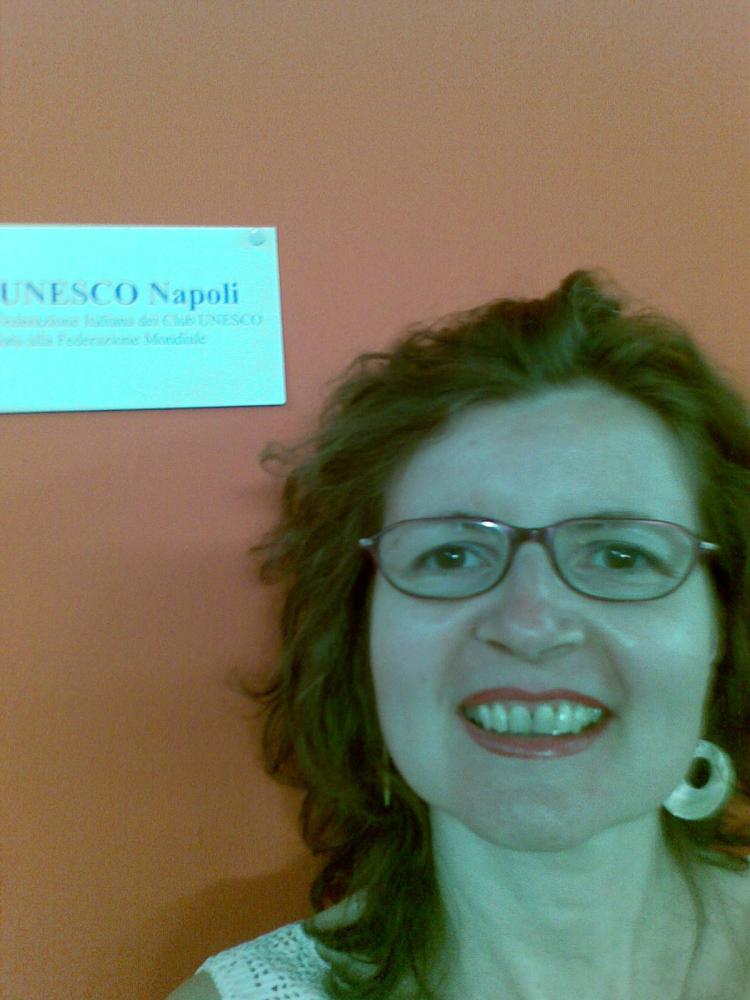 UNESCO Napoli
Federazione Italiana dei Club UNESCO
alla Federazione Mondiale